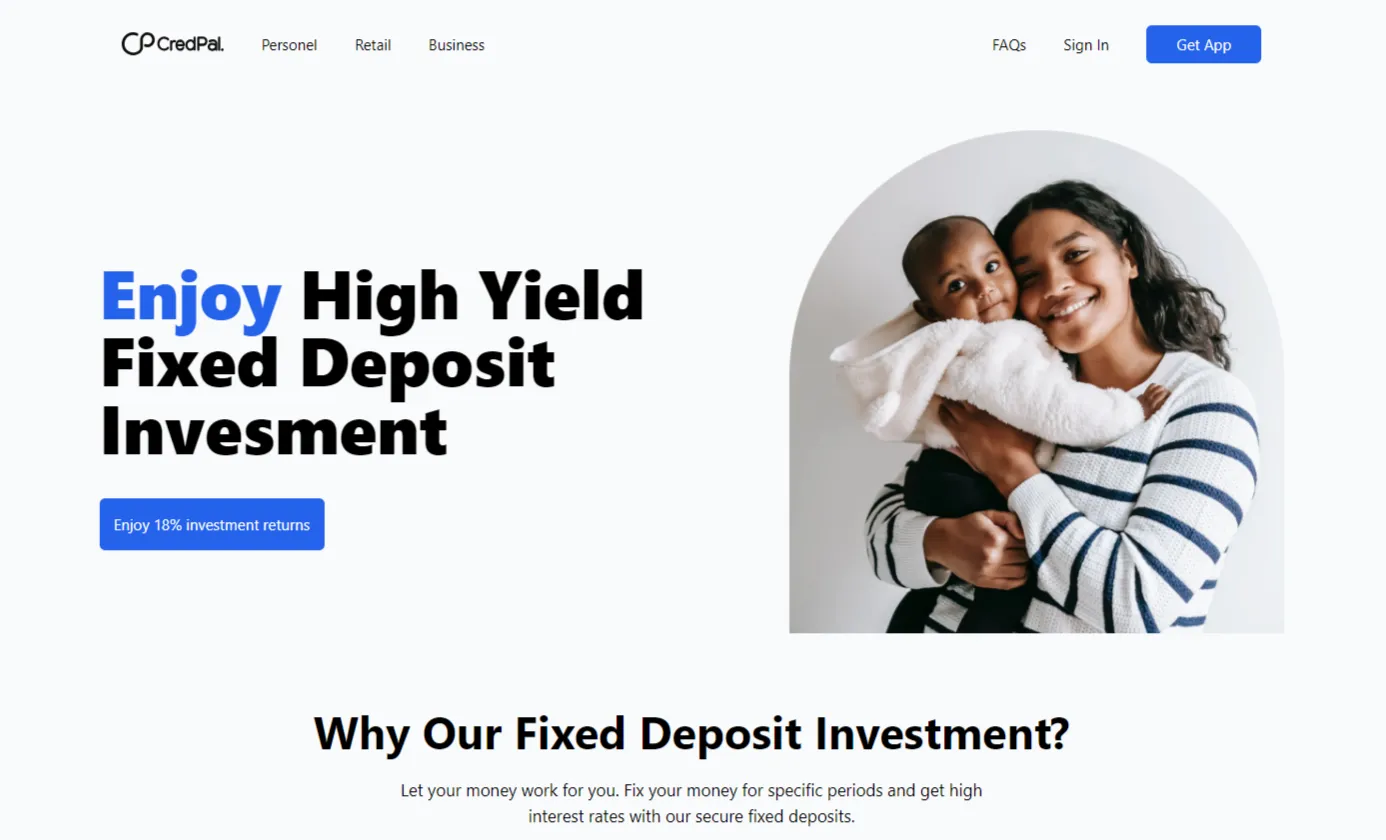 CredPal.
Personel
Retail
Business
FAQs
Sign In
Get App
Enjoy High Yield
Fixed Deposit
Invesment
Enjoy 18% investment returns
Why Our Fixed Deposit Investment?
Let your money work for you. Fix your money for specific periods and get high
interest rates with our secure fixed deposits.